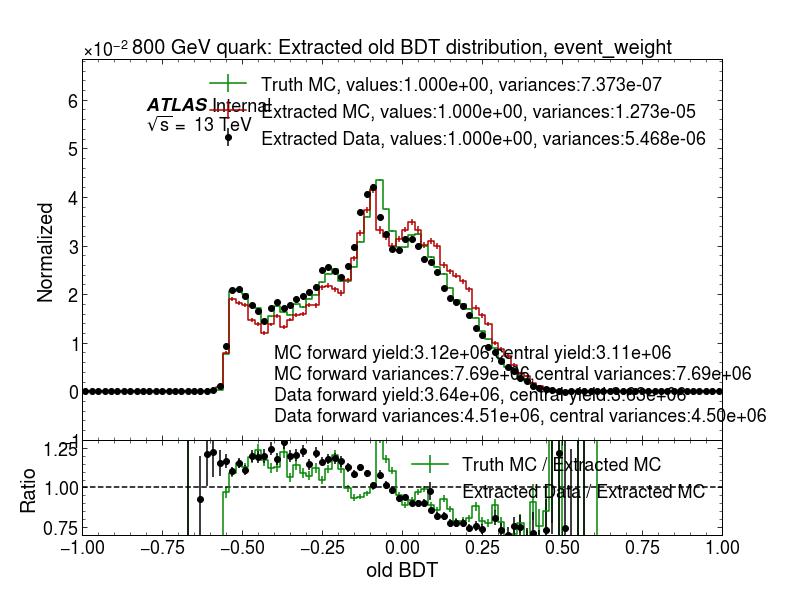 ×10⁻² 800 GeV quark: Extracted old BDT distribution, event_weight
Truth MC, values:1.000e+00, variances:7.373e-07
ATLAS Internal
Extracted MC, values:1.000e+00, variances:1.273e-05
√s = 13 TeV
Extracted Data, values:1.000e+00, variances:5.468e-06
6
5
4
3
2
1
0
−1
Normalized
MC forward yield:3.12e+06, central yield:3.11e+06
MC forward variances:7.69e+06, central variances:7.69e+06
Data forward yield:3.64e+06, central yield:3.63e+06
Data forward variances:4.51e+06, central variances:4.50e+06
1.25
1.00
0.75
Ratio
Truth MC / Extracted MC
Extracted Data / Extracted MC
−1.00 −0.75 −0.50 −0.25 0.00 0.25 0.50 0.75 1.00
old BDT